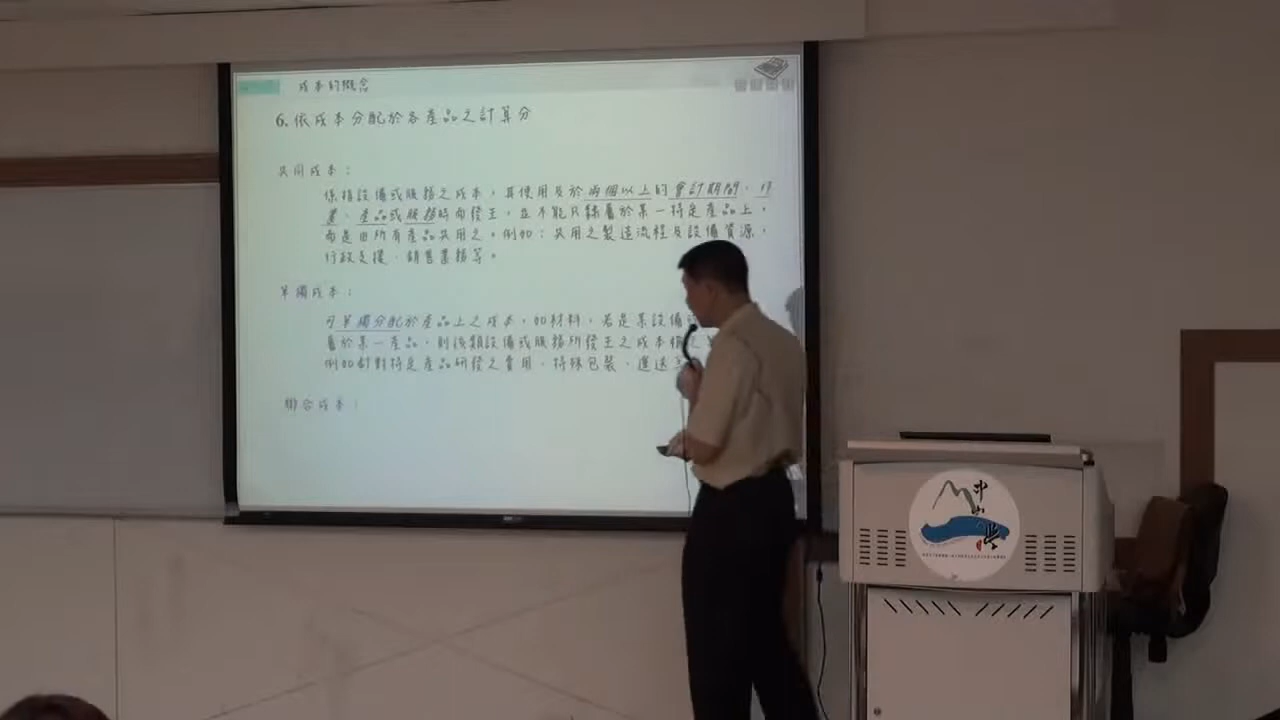 成本的概念
6. 依成本分配於各產品之計算分
共同成本：
係指設備或服務之成本，其使用及於兩個以上的會計期間、作
業、產品或服務時而發生，並不能只隸屬於某一特定產品上，
而是由所有產品共用之。例如：共用之製造流程及設備資源，
行政支援、銷售業務等。
單獨成本：
可單獨分配於產品上之成本，如材料，若是某設備或
屬於某一產品，則該類設備或服務所發生之成本
例如針對特定產品研發之費用、特殊包裝、運送
聯合成本：